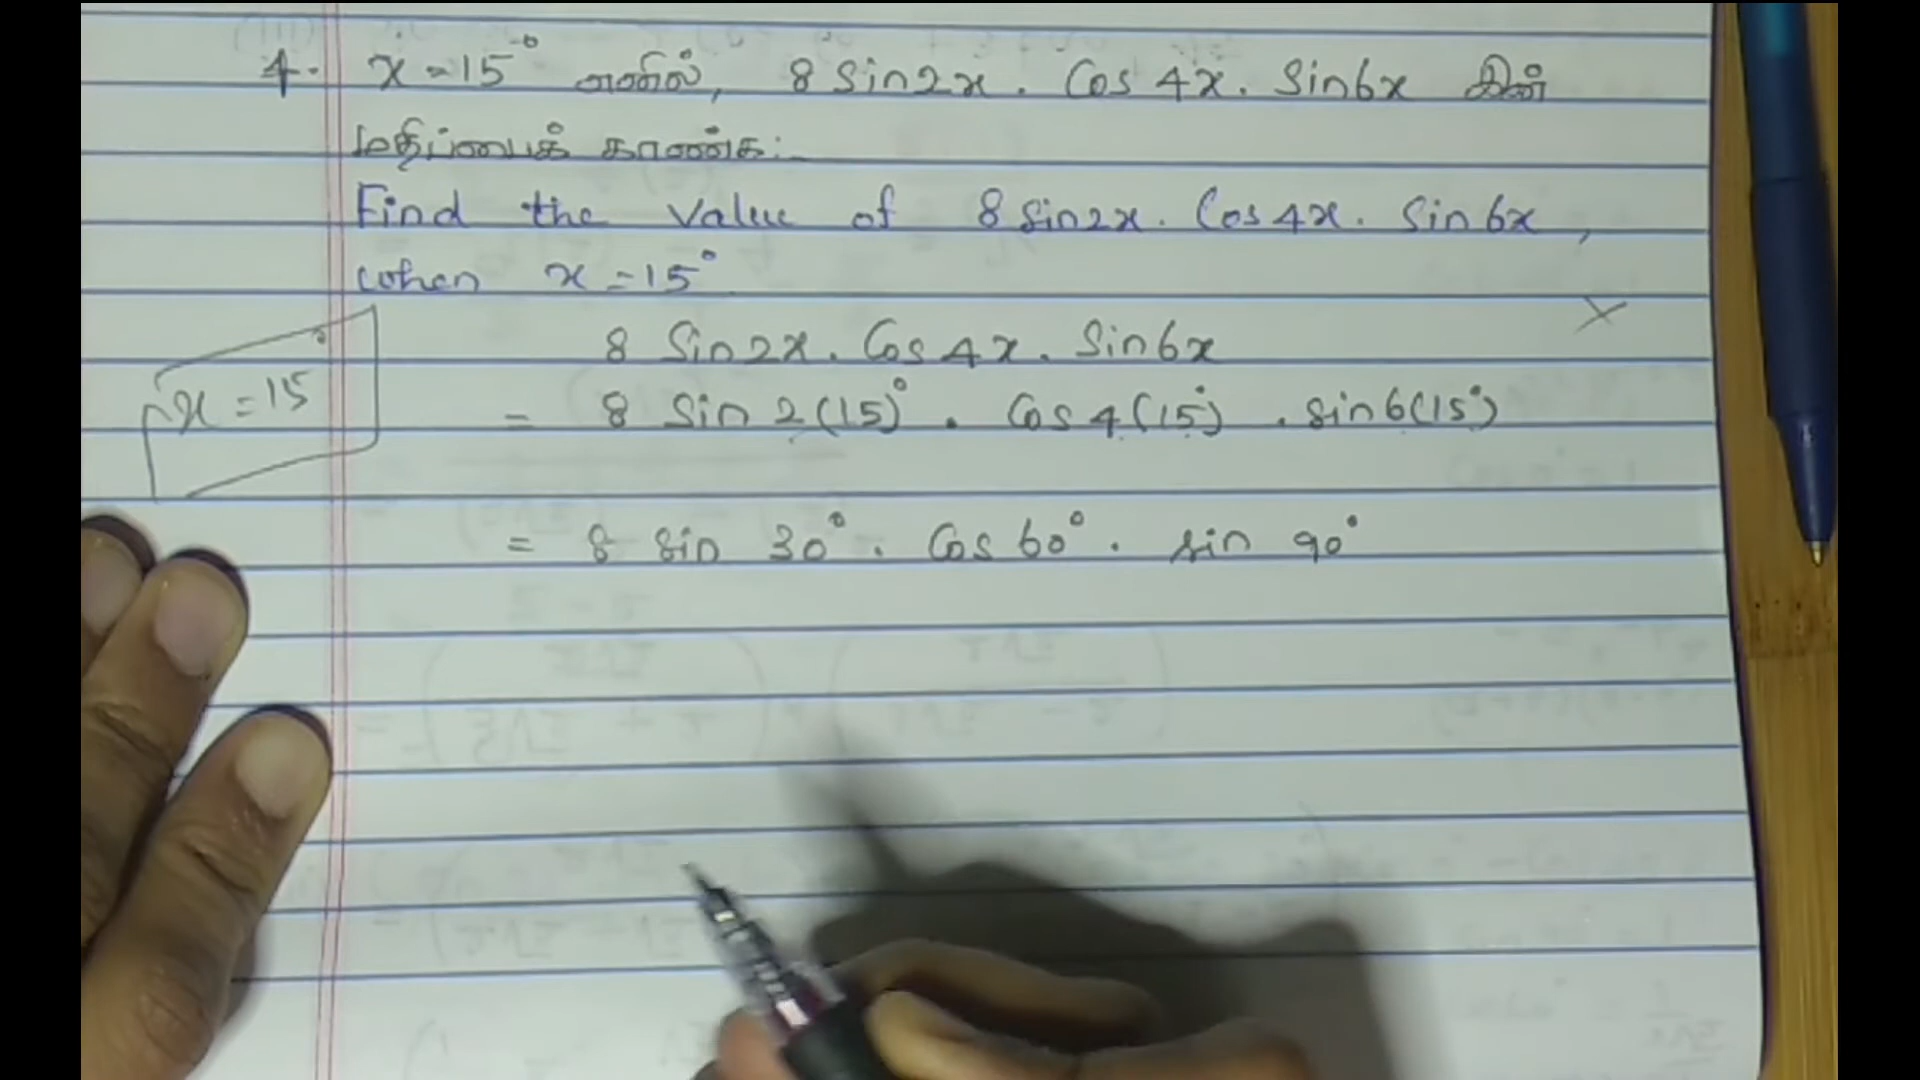 4. x = 15° எனில், 8 Sin2x . Cos 4x . Sin6x இன்
மதிப்பைக் காண்க:-
Find the value of 8 Sin2x . Cos 4x . Sin 6x,
when x = 15°
8 Sin2x . Cos 4x . Sin6x
x = 15°
= 8 Sin 2(15)° . Cos 4(15°) . sin6(15°)
= 8 sin 30° . Cos 60° . sin 90°